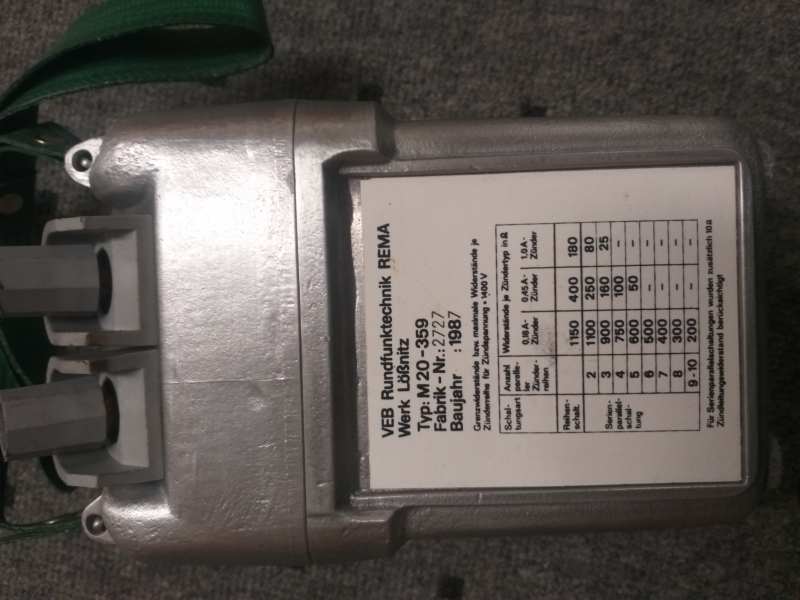 VEB Rundfunktechnik REMA
Werk Lößnitz
Typ: M 20-359
Fabrik-Nr.: 2727
Baujahr : 1987
Grenzwiderstände bzw. maximale Widerstände je
Zünderreihe für Zündspannung = 1400 V
Schal-tungsart | Anzahl paralle-ler Zünder-reihen | Widerstände je Zündertyp in Ω
0,18 A-Zünder | 0,45 A-Zünder | 1,0 A-Zünder
Reihen-schalt. | 1150 | 400 | 180
Serien-parallel-schal-tung | 2 | 1100 | 250 | 80
3 | 900 | 160 | 25
4 | 750 | 100 | -
5 | 600 | 50 | -
6 | 500 | - | -
7 | 400 | - | -
8 | 300 | - | -
9-10 | 200 | - | -
Für Serienparallelschaltungen wurden zusätzlich 10 Ω
Zündleitungswiderstand berücksichtigt